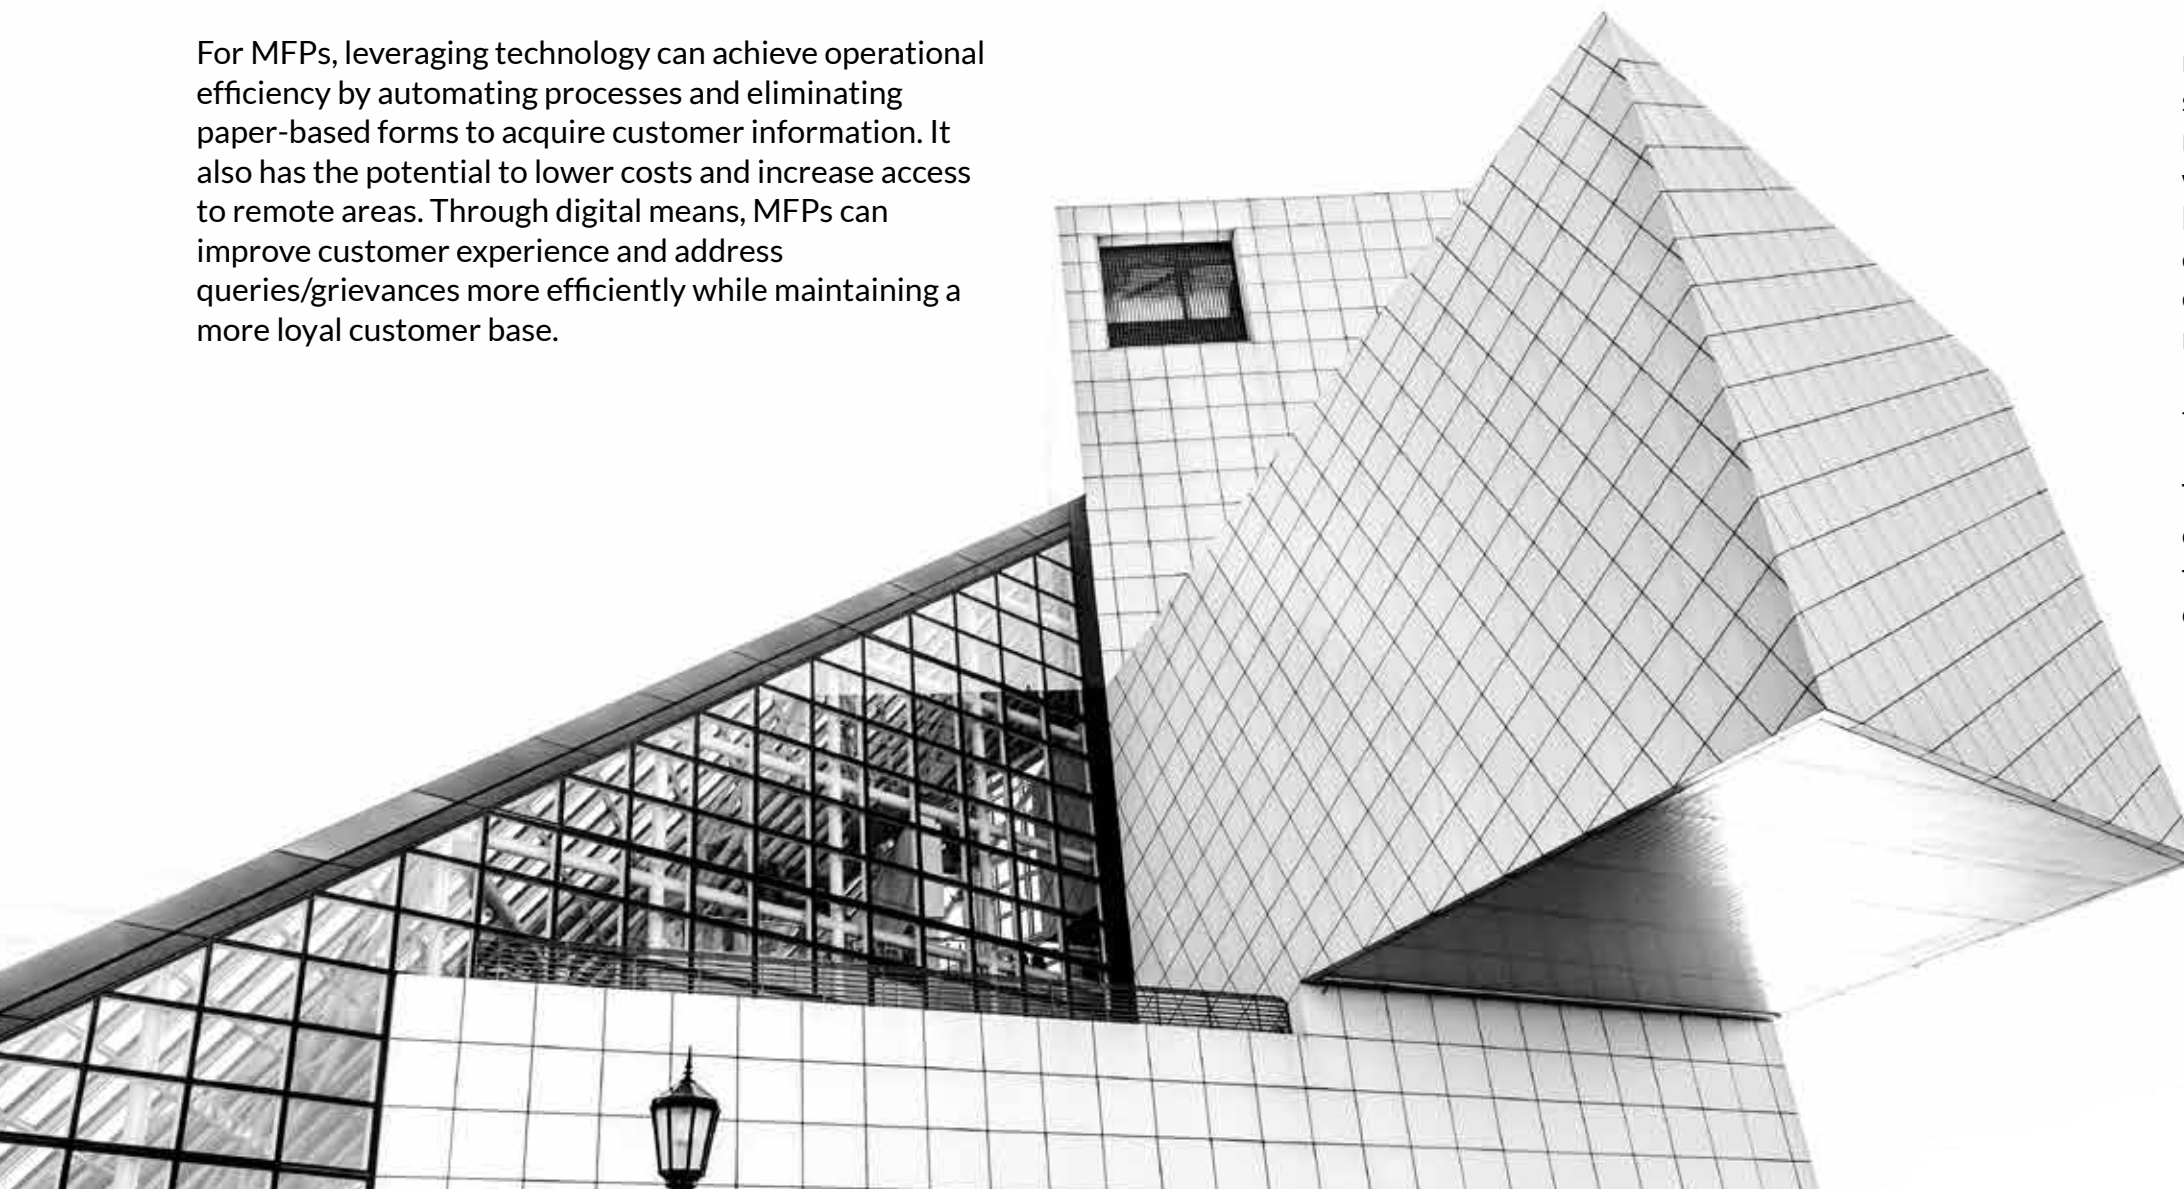 For MFPs, leveraging technology can achieve operational
efficiency by automating processes and eliminating
paper-based forms to acquire customer information. It
also has the potential to lower costs and increase access
to remote areas. Through digital means, MFPs can
improve customer experience and address
queries/grievances more efficiently while maintaining a
more loyal customer base.